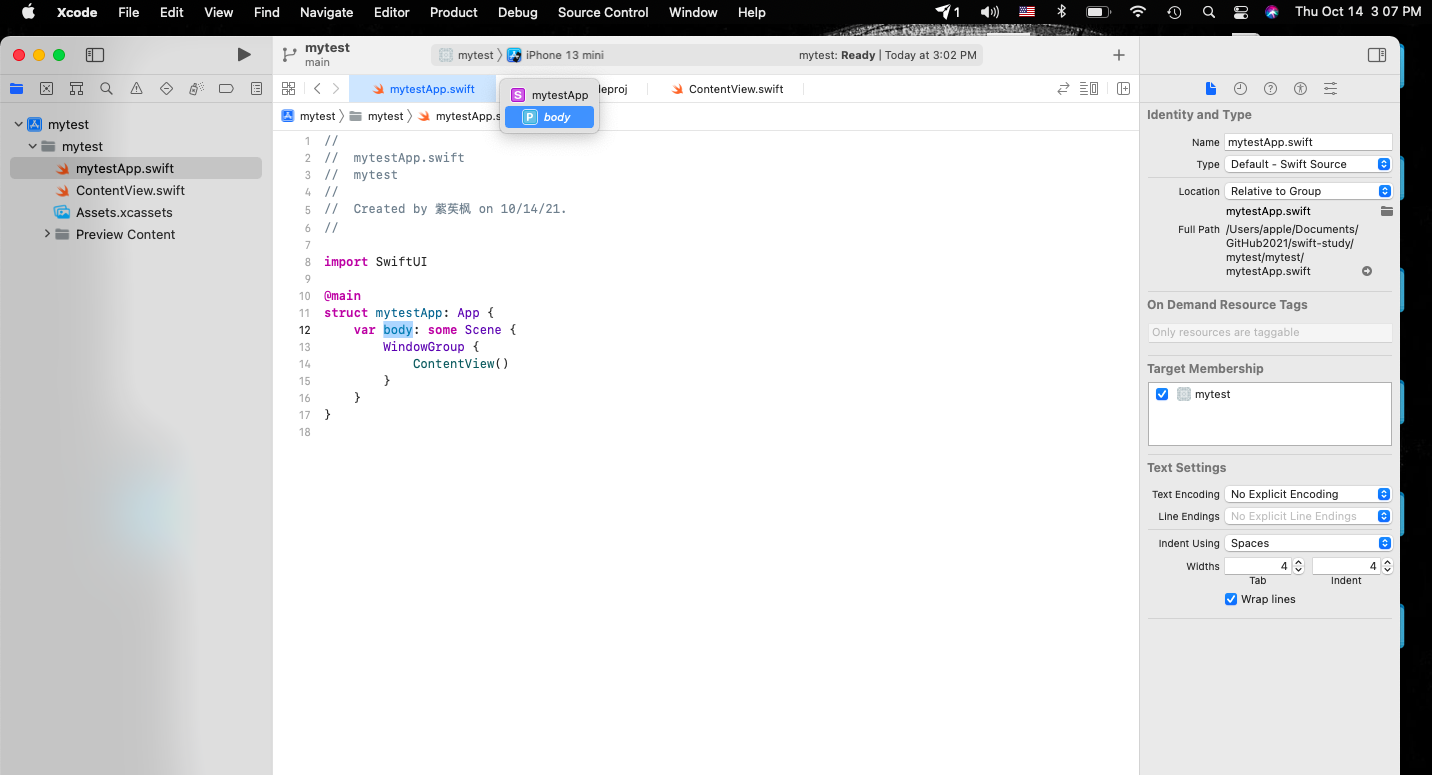 Xcode File Edit View Find Navigate Editor Product Debug Source Control Window Help 1 Thu Oct 14 3:07 PM
mytest
main
mytest 〉 iPhone 13 mini
mytest: Ready | Today at 3:02 PM
mytestApp.swift
leproj
ContentView.swift
S mytestApp
P body
mytest 〉 mytest 〉 mytestApp.s
mytest
mytest
mytestApp.swift
ContentView.swift
Assets.xcassets
Preview Content
1 //
2 // mytestApp.swift
3 // mytest
4 //
5 // Created by 紫英枫 on 10/14/21.
6 //
7
8 import SwiftUI
9
10 @main
11 struct mytestApp: App {
12 var body: some Scene {
13 WindowGroup {
14 ContentView()
15 }
16 }
17 }
18
Identity and Type
Name mytestApp.swift
Type Default - Swift Source
Location Relative to Group
mytestApp.swift
Full Path /Users/apple/Documents/
GitHub2021/swift-study/
mytest/mytest/
mytestApp.swift
On Demand Resource Tags
Only resources are taggable
Target Membership
mytest
Text Settings
Text Encoding No Explicit Encoding
Line Endings No Explicit Line Endings
Indent Using Spaces
Widths 4 4
Tab Indent
Wrap lines